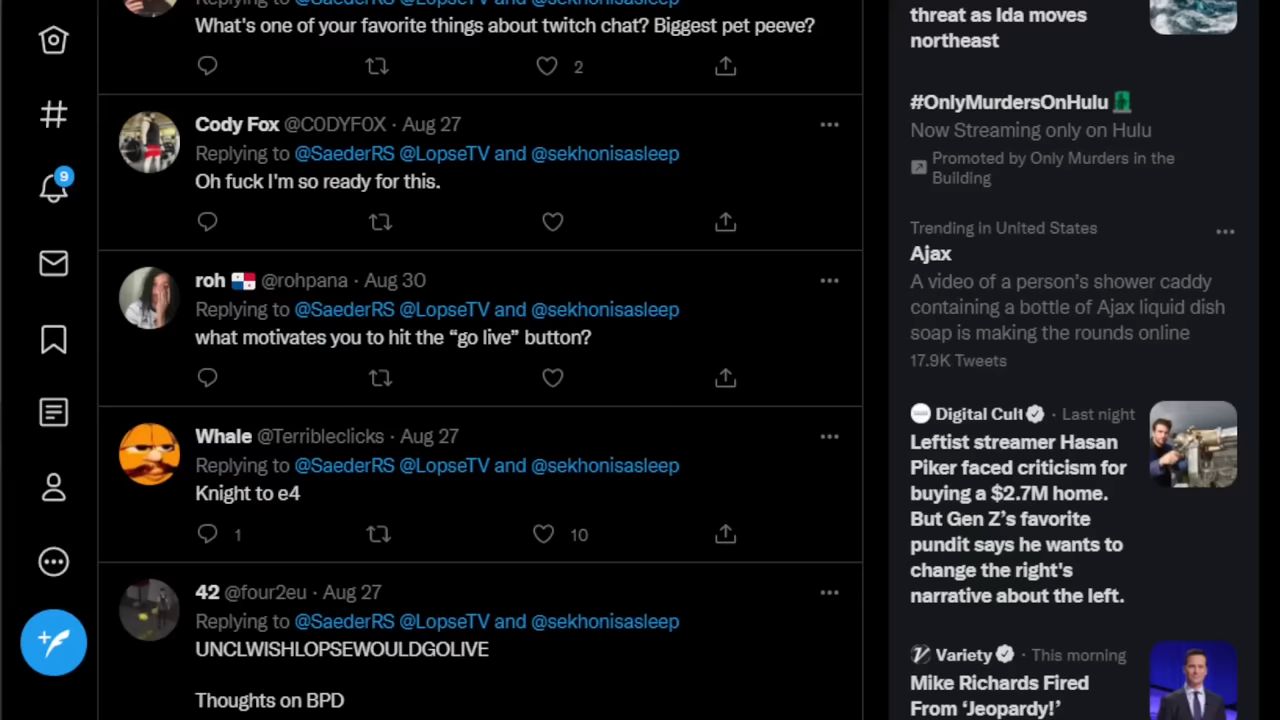 What's one of your favorite things about twitch chat? Biggest pet peeve?
2
Cody Fox @C0DYF0X · Aug 27
Replying to @SaederRS @LopseTV and @sekhonisasleep
Oh fuck I'm so ready for this.
roh 🇵🇦 @rohpana · Aug 30
Replying to @SaederRS @LopseTV and @sekhonisasleep
what motivates you to hit the “go live” button?
Whale @Terribleclicks · Aug 27
Replying to @SaederRS @LopseTV and @sekhonisasleep
Knight to e4
1 10
42 @four2eu · Aug 27
Replying to @SaederRS @LopseTV and @sekhonisasleep
UNCLWISHLOPSEWOULDGOLIVE
Thoughts on BPD
9
threat as Ida moves
northeast
#OnlyMurdersOnHulu
Now Streaming only on Hulu
Promoted by Only Murders in the
Building
Trending in United States
Ajax
A video of a person's shower caddy
containing a bottle of Ajax liquid dish
soap is making the rounds online
17.9K Tweets
Digital Cult · Last night
Leftist streamer Hasan
Piker faced criticism for
buying a $2.7M home.
But Gen Z’s favorite
pundit says he wants to
change the right's
narrative about the left.
Variety · This morning
Mike Richards Fired
From ‘Jeopardy!’